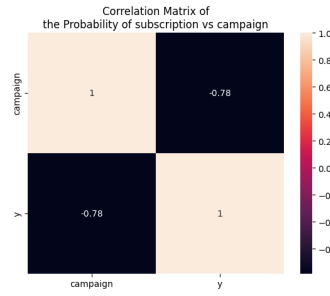 Correlation Matrix of
the Probability of subscription vs campaign
campaign
y
1
-0.78
-0.78
1
campaign
y
1.0
0.8
0.6
0.4
0.2
0.0